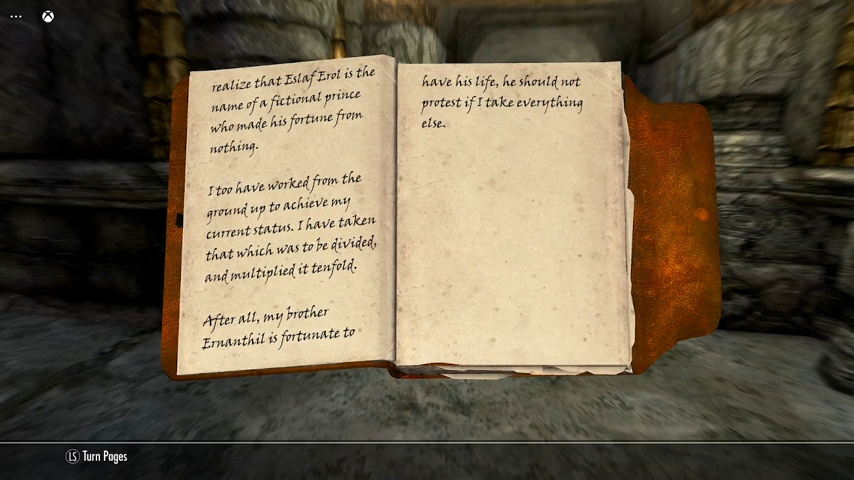 realize that Eslaf Erol is the
name of a fictional prince
who made his fortune from
nothing.
I too have worked from the
ground up to achieve my
current status. I have taken
that which was to be divided,
and multiplied it tenfold.
After all, my brother
Ernanthil is fortunate to
have his life, he should not
protest if I take everything
else.
LS Turn Pages